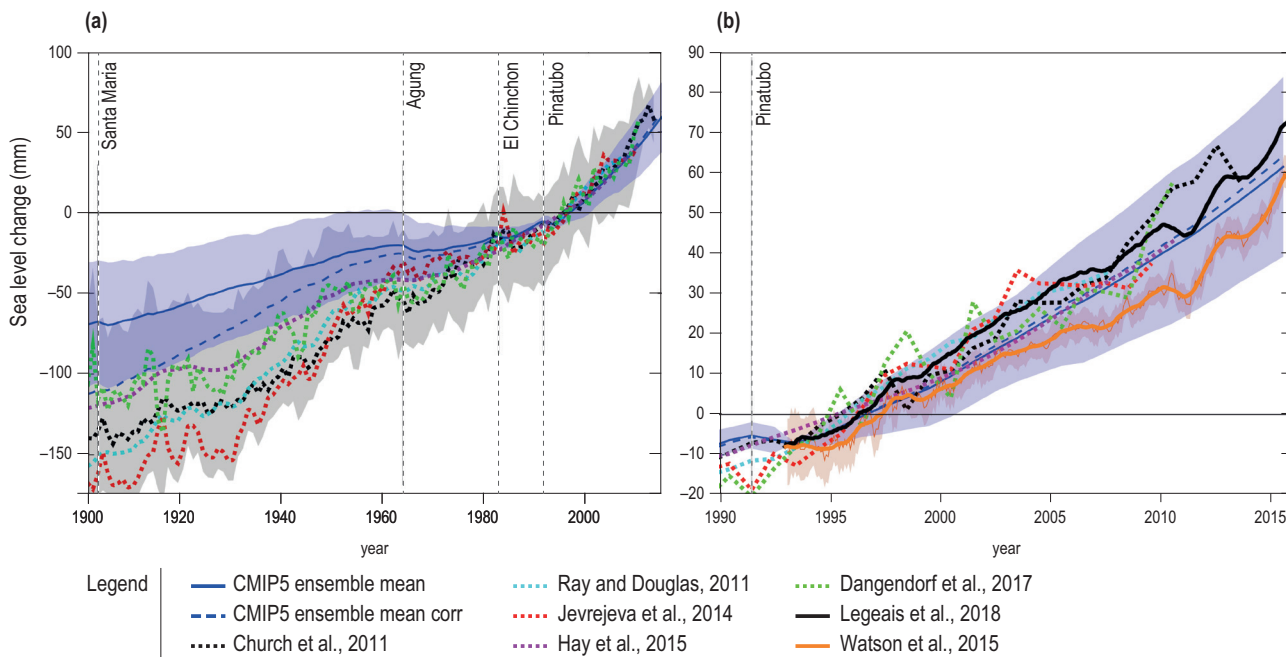 (a)
(b)
Sea level change (mm)
100
50
0
−50
−100
−150
Santa Maria
Agung
El Chinchon
Pinatubo
1900
1920
1940
1960
1980
2000
year
90
80
70
60
50
40
30
20
10
0
−10
−20
Pinatubo
1990
1995
2000
2005
2010
2015
year
Legend
CMIP5 ensemble mean
CMIP5 ensemble mean corr
Church et al., 2011
Ray and Douglas, 2011
Jevrejeva et al., 2014
Hay et al., 2015
Dangendorf et al., 2017
Legeais et al., 2018
Watson et al., 2015